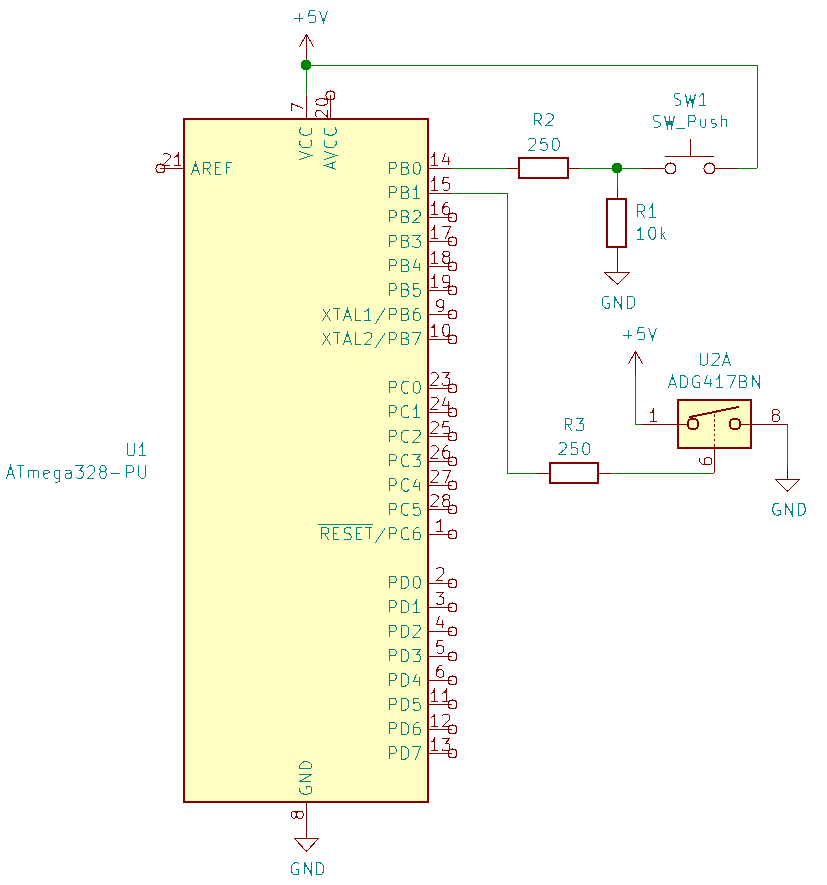 +5V
7
VCC
20
AVCC
21
AREF
PB0
14
PB1
15
PB2
16
PB3
17
PB4
18
PB5
19
XTAL1/PB6
9
XTAL2/PB7
10
PC0
23
PC1
24
PC2
25
PC3
26
PC4
27
PC5
28
RESET/PC6
1
PD0
2
PD1
3
PD2
4
PD3
5
PD4
6
PD5
11
PD6
12
PD7
13
U1
ATmega328-PU
GND
8
GND
R2
250
SW1
SW_Push
R1
10k
GND
+5V
U2A
ADG417BN
1
8
6
GND
R3
250